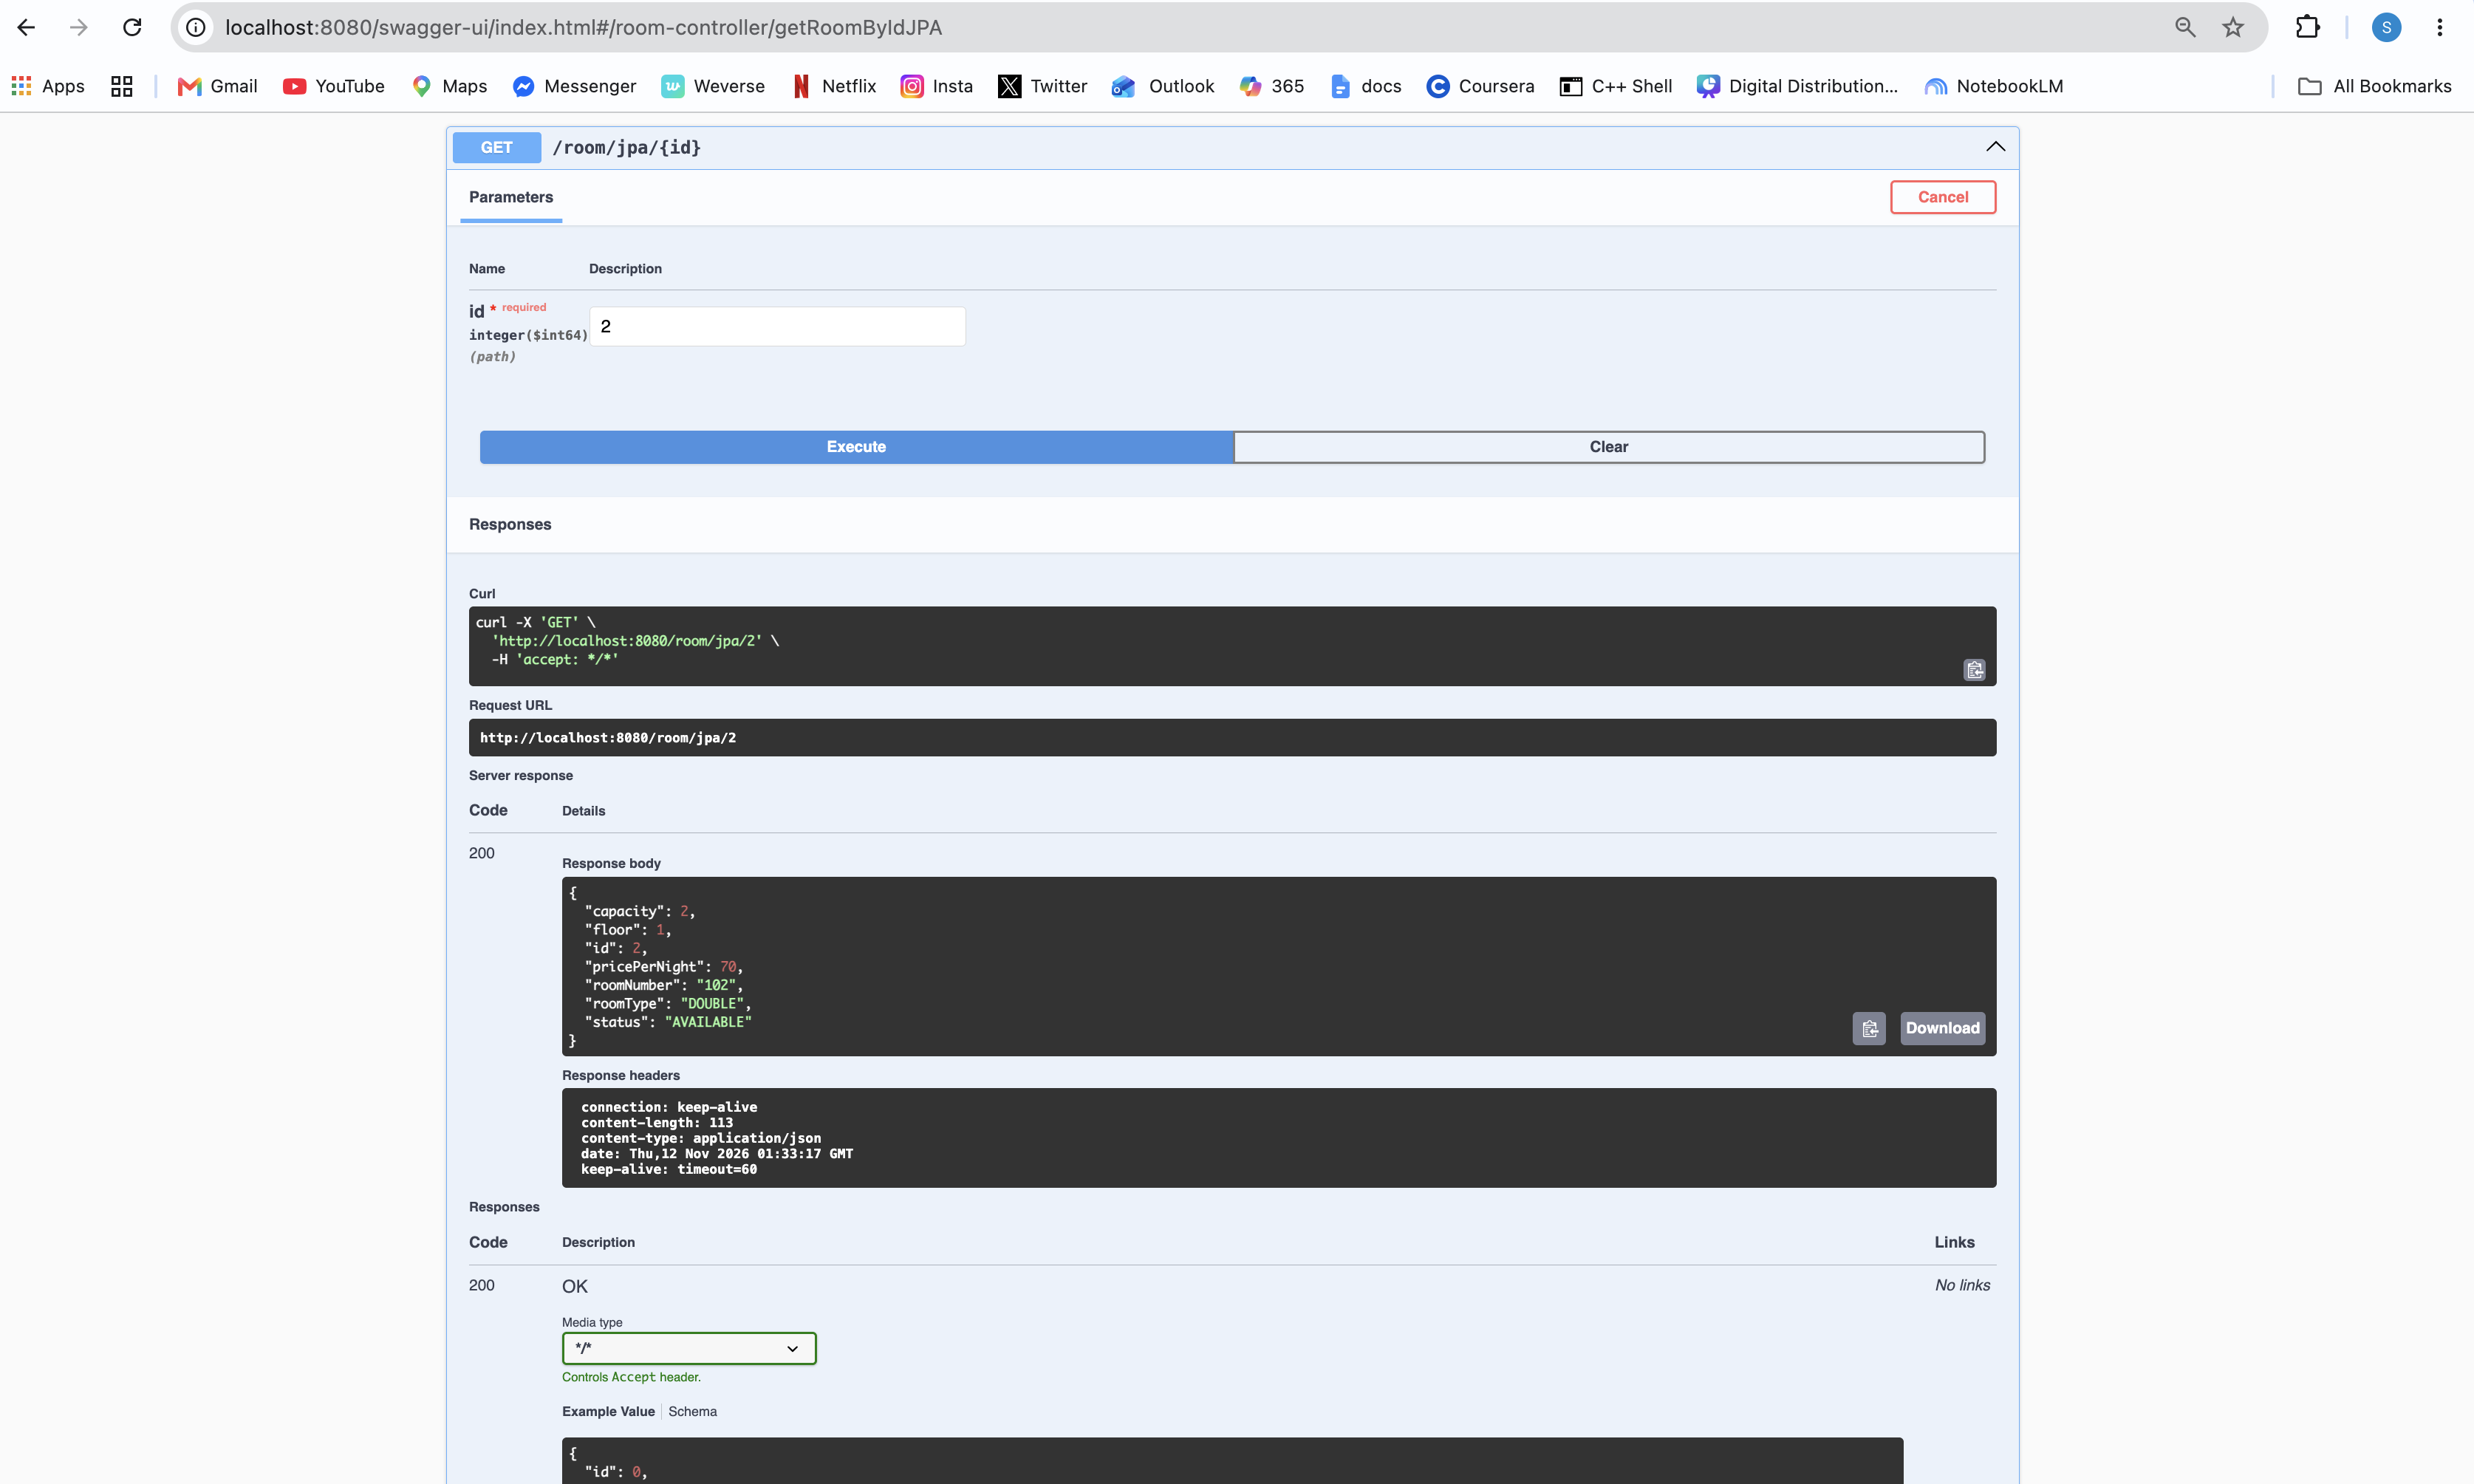 localhost:8080/swagger-ui/index.html#/room-controller/getRoomByIdJPA
S
Apps Gmail YouTube Maps Messenger Weverse Netflix Insta Twitter Outlook 365 docs Coursera C++ Shell Digital Distribution... NotebookLM All Bookmarks
GET /room/jpa/{id}
Parameters Cancel
Name Description
id * required
integer($int64)
(path)
2
Execute Clear
Responses
Curl
curl -X 'GET' \
'http://localhost:8080/room/jpa/2' \
-H 'accept: */*'
Request URL
http://localhost:8080/room/jpa/2
Server response
Code Details
200
Response body
{
"capacity": 2,
"floor": 1,
"id": 2,
"pricePerNight": 70,
"roomNumber": "102",
"roomType": "DOUBLE",
"status": "AVAILABLE"
}
Download
Response headers
connection: keep-alive
content-length: 113
content-type: application/json
date: Thu,12 Nov 2026 01:33:17 GMT
keep-alive: timeout=60
Responses
Code Description Links
200 OK No links
Media type
*/*
Controls Accept header.
Example Value Schema
{
"id": 0,